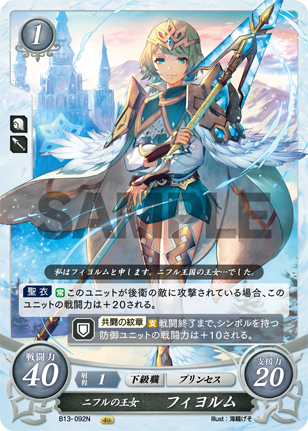 1
SAMPLE
私はフィヨルムと申します。ニフル王国の王女…でした。
聖衣 常 このユニットが後衛の敵に攻撃されている場合、こ
のユニットの戦闘力は+20される。
共闘の紋章 支 戦闘終了まで、シンボルを持つ
防御ユニットの戦闘力は+10される。
戦闘力 40
射程 1 下級職 プリンセス
支援力 20
ニフルの王女 フィヨルム
B13-092N 4th Illust:海鵜げそ